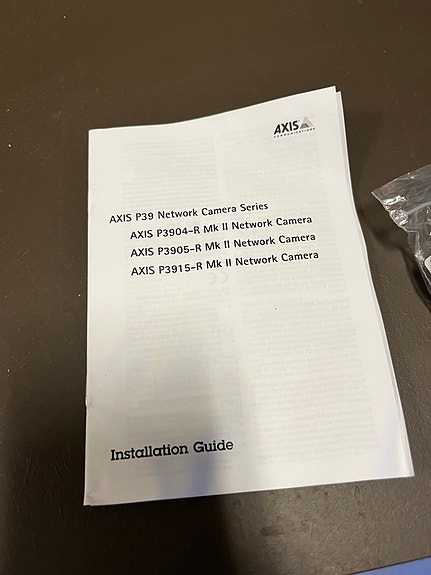 AXIS
COMMUNICATIONS
AXIS P39 Network Camera Series
AXIS P3904-R Mk II Network Camera
AXIS P3905-R Mk II Network Camera
AXIS P3915-R Mk II Network Camera
Installation Guide